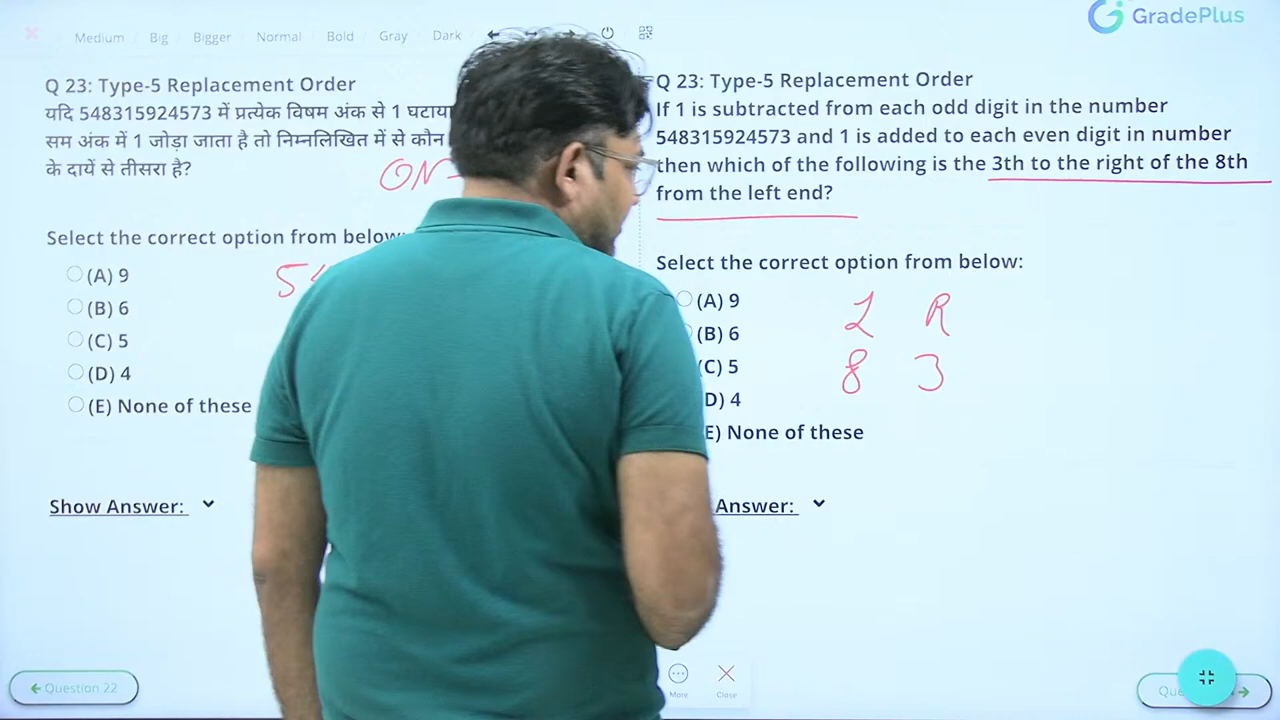 Medium Big Bigger Normal Bold Gray Dark
GradePlus
Q 23: Type-5 Replacement Order
यदि 548315924573 में प्रत्येक विषम अंक से 1 घटाया
सम अंक में 1 जोड़ा जाता है तो निम्नलिखित में से कौन
के दायें से तीसरा है?
ON
Select the correct option from below:
54
(A) 9
(B) 6
(C) 5
(D) 4
(E) None of these
Show Answer:
Question 22
Q 23: Type-5 Replacement Order
If 1 is subtracted from each odd digit in the number
548315924573 and 1 is added to each even digit in number
then which of the following is the 3th to the right of the 8th
from the left end?
Select the correct option from below:
(A) 9
(B) 6
(C) 5
D) 4
E) None of these
L R
8 3
Answer:
More Close